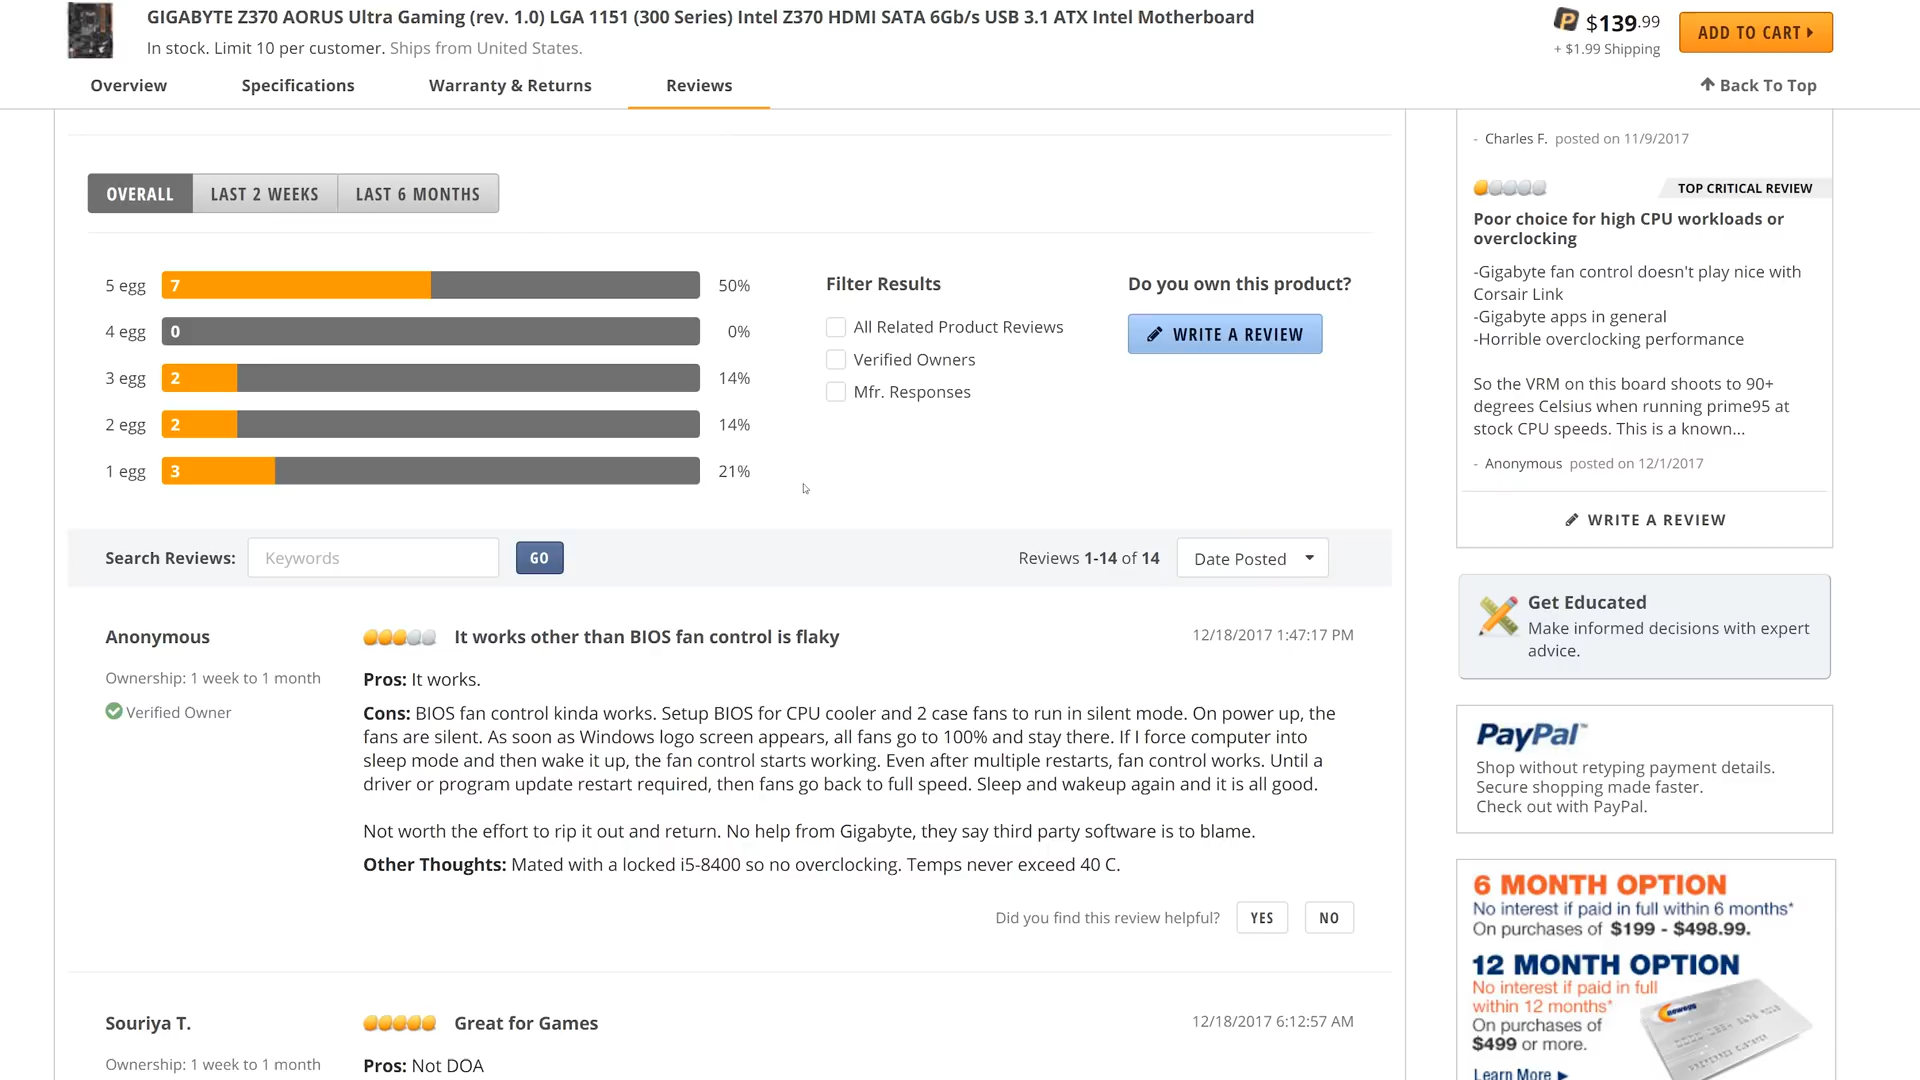 GIGABYTE Z370 AORUS Ultra Gaming (rev. 1.0) LGA 1151 (300 Series) Intel Z370 HDMI SATA 6Gb/s USB 3.1 ATX Intel Motherboard
In stock. Limit 10 per customer. Ships from United States.
$139.99
+ $1.99 Shipping
ADD TO CART
Overview
Specifications
Warranty & Returns
Reviews
Back To Top
OVERALL
LAST 2 WEEKS
LAST 6 MONTHS
5 egg 7 50%
4 egg 0 0%
3 egg 2 14%
2 egg 2 14%
1 egg 3 21%
Filter Results
All Related Product Reviews
Verified Owners
Mfr. Responses
Do you own this product?
WRITE A REVIEW
Search Reviews:
Keywords
GO
Reviews 1-14 of 14
Date Posted
Anonymous
Ownership: 1 week to 1 month
Verified Owner
It works other than BIOS fan control is flaky
12/18/2017 1:47:17 PM
Pros: It works.
Cons: BIOS fan control kinda works. Setup BIOS for CPU cooler and 2 case fans to run in silent mode. On power up, the
fans are silent. As soon as Windows logo screen appears, all fans go to 100% and stay there. If I force computer into
sleep mode and then wake it up, the fan control starts working. Even after multiple restarts, fan control works. Until a
driver or program update restart required, then fans go back to full speed. Sleep and wakeup again and it is all good.
Not worth the effort to rip it out and return. No help from Gigabyte, they say third party software is to blame.
Other Thoughts: Mated with a locked i5-8400 so no overclocking. Temps never exceed 40 C.
Did you find this review helpful?
YES
NO
Souriya T.
Ownership: 1 week to 1 month
Great for Games
12/18/2017 6:12:57 AM
Pros: Not DOA
- Charles F. posted on 11/9/2017
TOP CRITICAL REVIEW
Poor choice for high CPU workloads or
overclocking
-Gigabyte fan control doesn't play nice with
Corsair Link
-Gigabyte apps in general
-Horrible overclocking performance
So the VRM on this board shoots to 90+
degrees Celsius when running prime95 at
stock CPU speeds. This is a known...
- Anonymous posted on 12/1/2017
WRITE A REVIEW
Get Educated
Make informed decisions with expert
advice.
PayPal™
Shop without retyping payment details.
Secure shopping made faster.
Check out with PayPal.
6 MONTH OPTION
No interest if paid in full within 6 months*
On purchases of $199 - $498.99.
12 MONTH OPTION
No interest if paid in full
within 12 months*
On purchases of
$499 or more.
Learn More